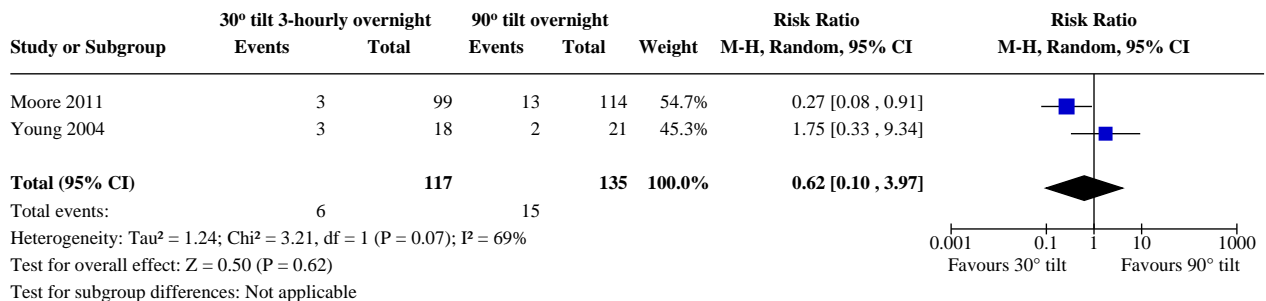 30° tilt 3-hourly overnight 90° tilt overnight Risk Ratio Risk Ratio
Study or Subgroup Events Total Events Total Weight M-H, Random, 95% CI M-H, Random, 95% CI
Moore 2011 3 99 13 114 54.7% 0.27 [0.08 , 0.91]
Young 2004 3 18 2 21 45.3% 1.75 [0.33 , 9.34]
Total (95% CI) 117 135 100.0% 0.62 [0.10 , 3.97]
Total events: 6 15
Heterogeneity: Tau² = 1.24; Chi² = 3.21, df = 1 (P = 0.07); I² = 69%
0.001 0.1 1 10 1000
Test for overall effect: Z = 0.50 (P = 0.62) Favours 30° tilt Favours 90° tilt
Test for subgroup differences: Not applicable